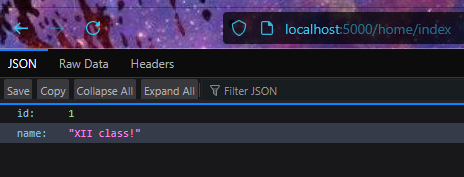 localhost:5000/home/index
JSON Raw Data Headers
Save Copy Collapse All Expand All Filter JSON
id: 1
name: "XII class!"